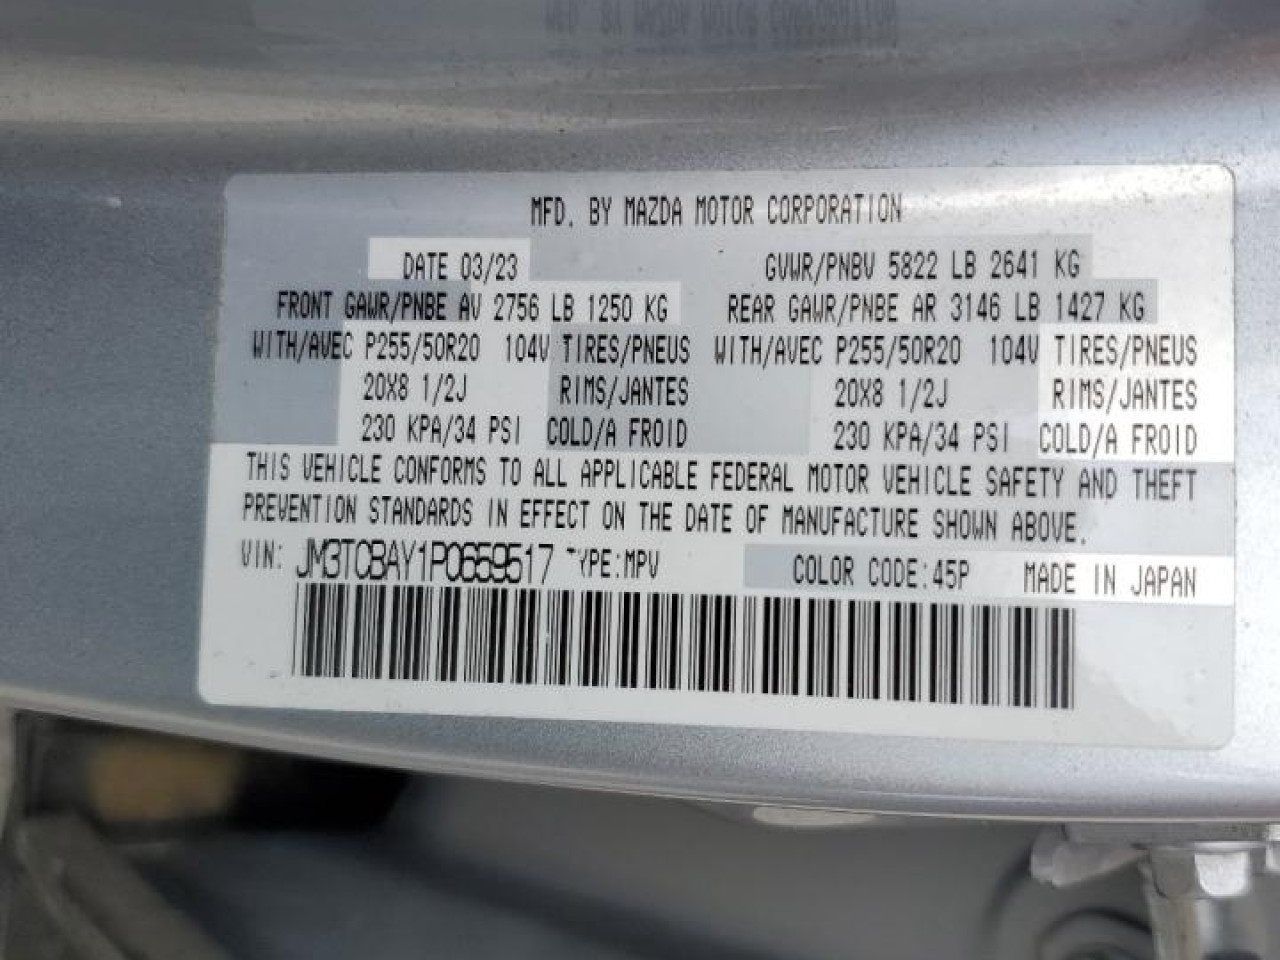 MFD. BY MAZDA MOTOR CORPORATION
DATE 03/23 GVWR/PNBV 5822 LB 2641 KG
FRONT GAWR/PNBE AV 2756 LB 1250 KG REAR GAWR/PNBE AR 3146 LB 1427 KG
WITH/AVEC P255/50R20 104V TIRES/PNEUS WITH/AVEC P255/50R20 104V TIRES/PNEUS
20X8 1/2J RIMS/JANTES 20X8 1/2J RIMS/JANTES
230 KPA/34 PSI COLD/A FROID 230 KPA/34 PSI COLD/A FROID
THIS VEHICLE CONFORMS TO ALL APPLICABLE FEDERAL MOTOR VEHICLE SAFETY AND THEFT
PREVENTION STANDARDS IN EFFECT ON THE DATE OF MANUFACTURE SHOWN ABOVE.
VIN: JM3TCBAY1P0659517 TYPE:MPV COLOR CODE:45P MADE IN JAPAN